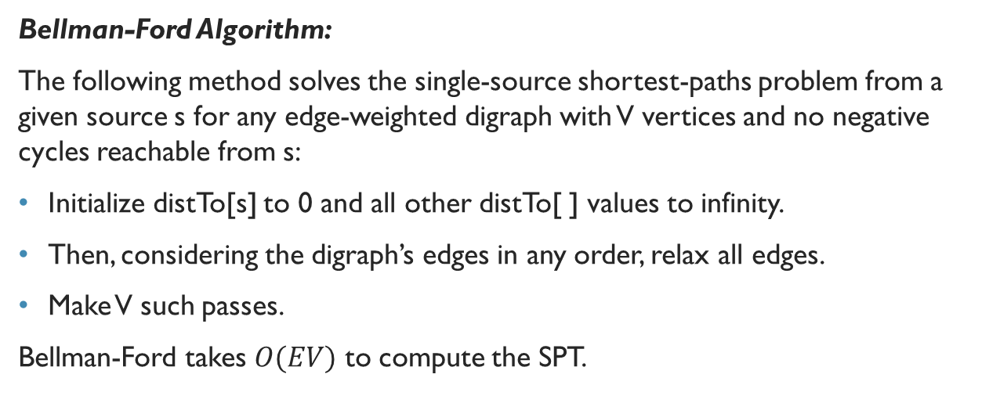 Bellman-Ford Algorithm:
The following method solves the single-source shortest-paths problem from a
given source s for any edge-weighted digraph with V vertices and no negative
cycles reachable from s:
• Initialize distTo[s] to 0 and all other distTo[ ] values to infinity.
• Then, considering the digraph’s edges in any order, relax all edges.
• Make V such passes.
Bellman-Ford takes O(EV) to compute the SPT.